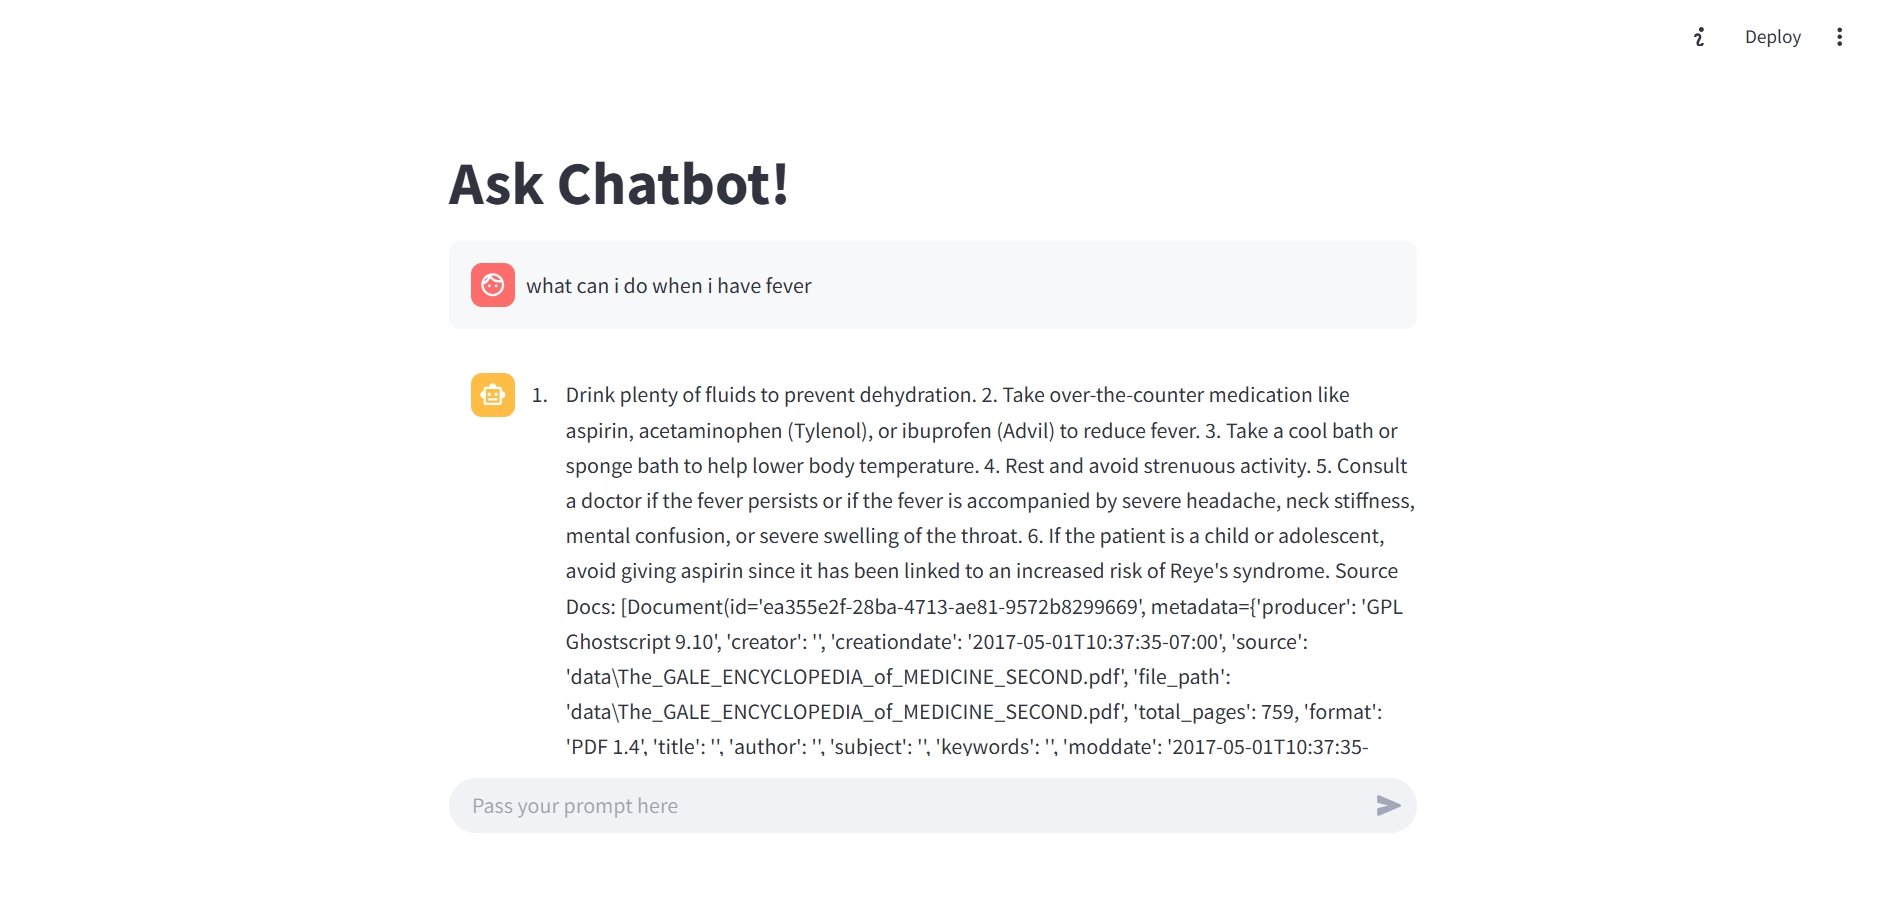 Deploy
Ask Chatbot!
what can i do when i have fever
1. Drink plenty of fluids to prevent dehydration. 2. Take over-the-counter medication like
aspirin, acetaminophen (Tylenol), or ibuprofen (Advil) to reduce fever. 3. Take a cool bath or
sponge bath to help lower body temperature. 4. Rest and avoid strenuous activity. 5. Consult
a doctor if the fever persists or if the fever is accompanied by severe headache, neck stiffness,
mental confusion, or severe swelling of the throat. 6. If the patient is a child or adolescent,
avoid giving aspirin since it has been linked to an increased risk of Reye's syndrome. Source
Docs: [Document(id='ea355e2f-28ba-4713-ae81-9572b8299669', metadata={'producer': 'GPL
Ghostscript 9.10', 'creator': '', 'creationdate': '2017-05-01T10:37:35-07:00', 'source':
'data\The_GALE_ENCYCLOPEDIA_of_MEDICINE_SECOND.pdf', 'file_path':
'data\The_GALE_ENCYCLOPEDIA_of_MEDICINE_SECOND.pdf', 'total_pages': 759, 'format':
'PDF 1.4', 'title': '', 'author': '', 'subject': '', 'keywords': '', 'moddate': '2017-05-01T10:37:35-
Pass your prompt here